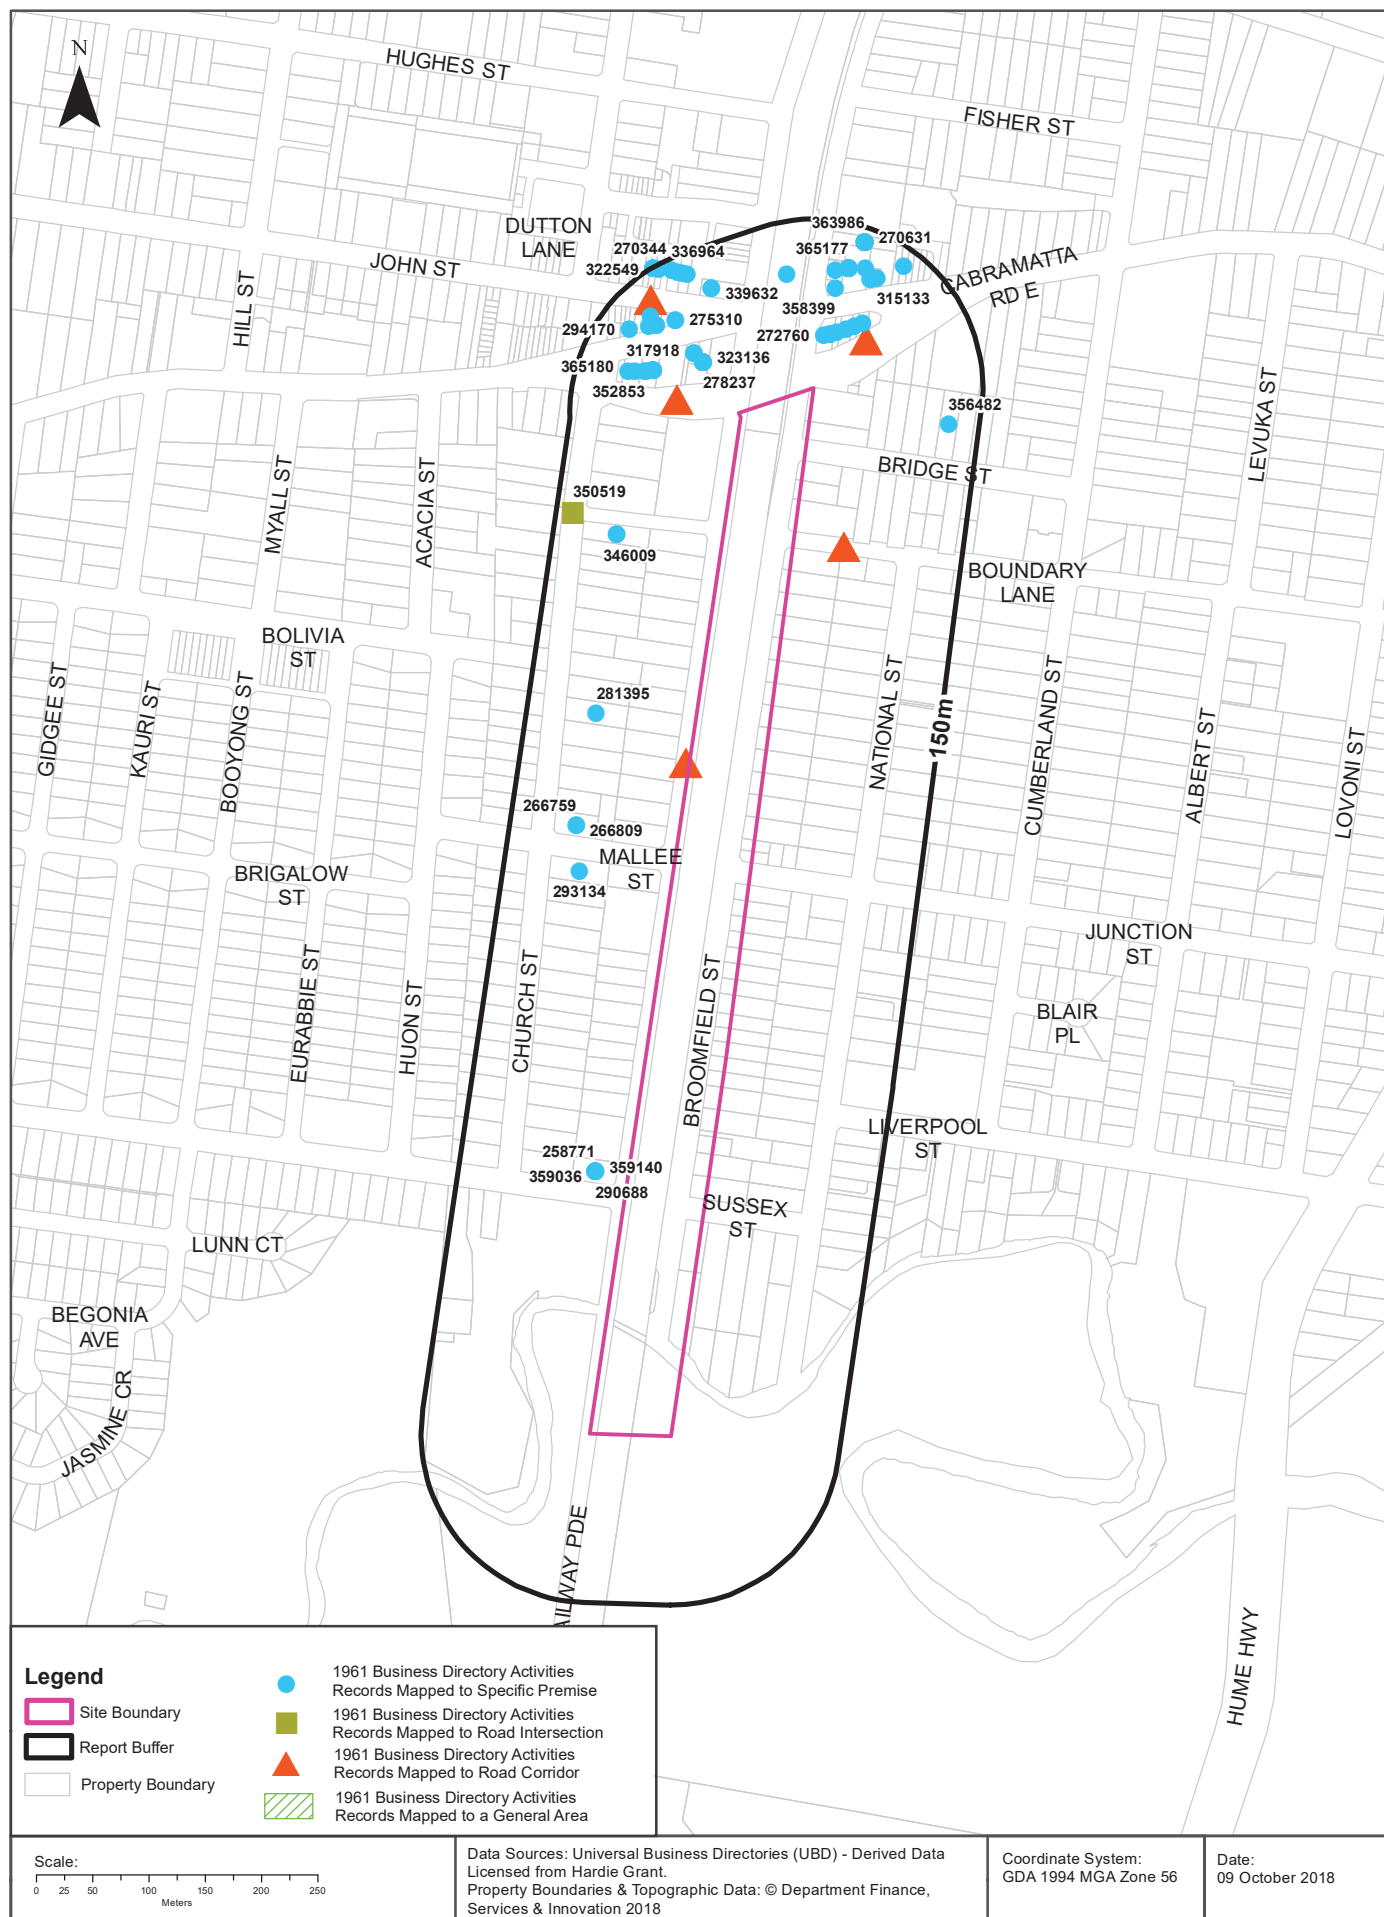 N
HUGHES ST
FISHER ST
DUTTON
LANE
JOHN ST
HILL ST
363986
270631
365177
270344
336964
322549
339632
358399
315133
CABRAMATTA
RD E
294170
275310
272760
317918
323136
365180
352853
278237
356482
LEVUKA ST
BRIDGE ST
MYALL ST
ACACIA ST
350519
346009
BOUNDARY
LANE
BOLIVIA
ST
GIDGEE ST
KAURI ST
BOOYONG ST
281395
NATIONAL ST
150m
CUMBERLAND ST
ALBERT ST
LOVONI ST
266759
266809
MALLEE
ST
293134
BRIGALOW
ST
JUNCTION
ST
EURABBIE ST
HUON ST
CHURCH ST
BROOMFIELD ST
BLAIR
PL
LIVERPOOL
ST
258771
359140
359036
290688
SUSSEX
ST
LUNN CT
BEGONIA
AVE
JASMINE CR
AILWAY PDE
HUME HWY
Legend
Site Boundary
Report Buffer
Property Boundary
1961 Business Directory Activities
Records Mapped to Specific Premise
1961 Business Directory Activities
Records Mapped to Road Intersection
1961 Business Directory Activities
Records Mapped to Road Corridor
1961 Business Directory Activities
Records Mapped to a General Area
Scale:
0 25 50 100 150 200 250
Meters
Data Sources: Universal Business Directories (UBD) - Derived Data
Licensed from Hardie Grant.
Property Boundaries & Topographic Data: © Department Finance,
Services & Innovation 2018
Coordinate System:
GDA 1994 MGA Zone 56
Date:
09 October 2018